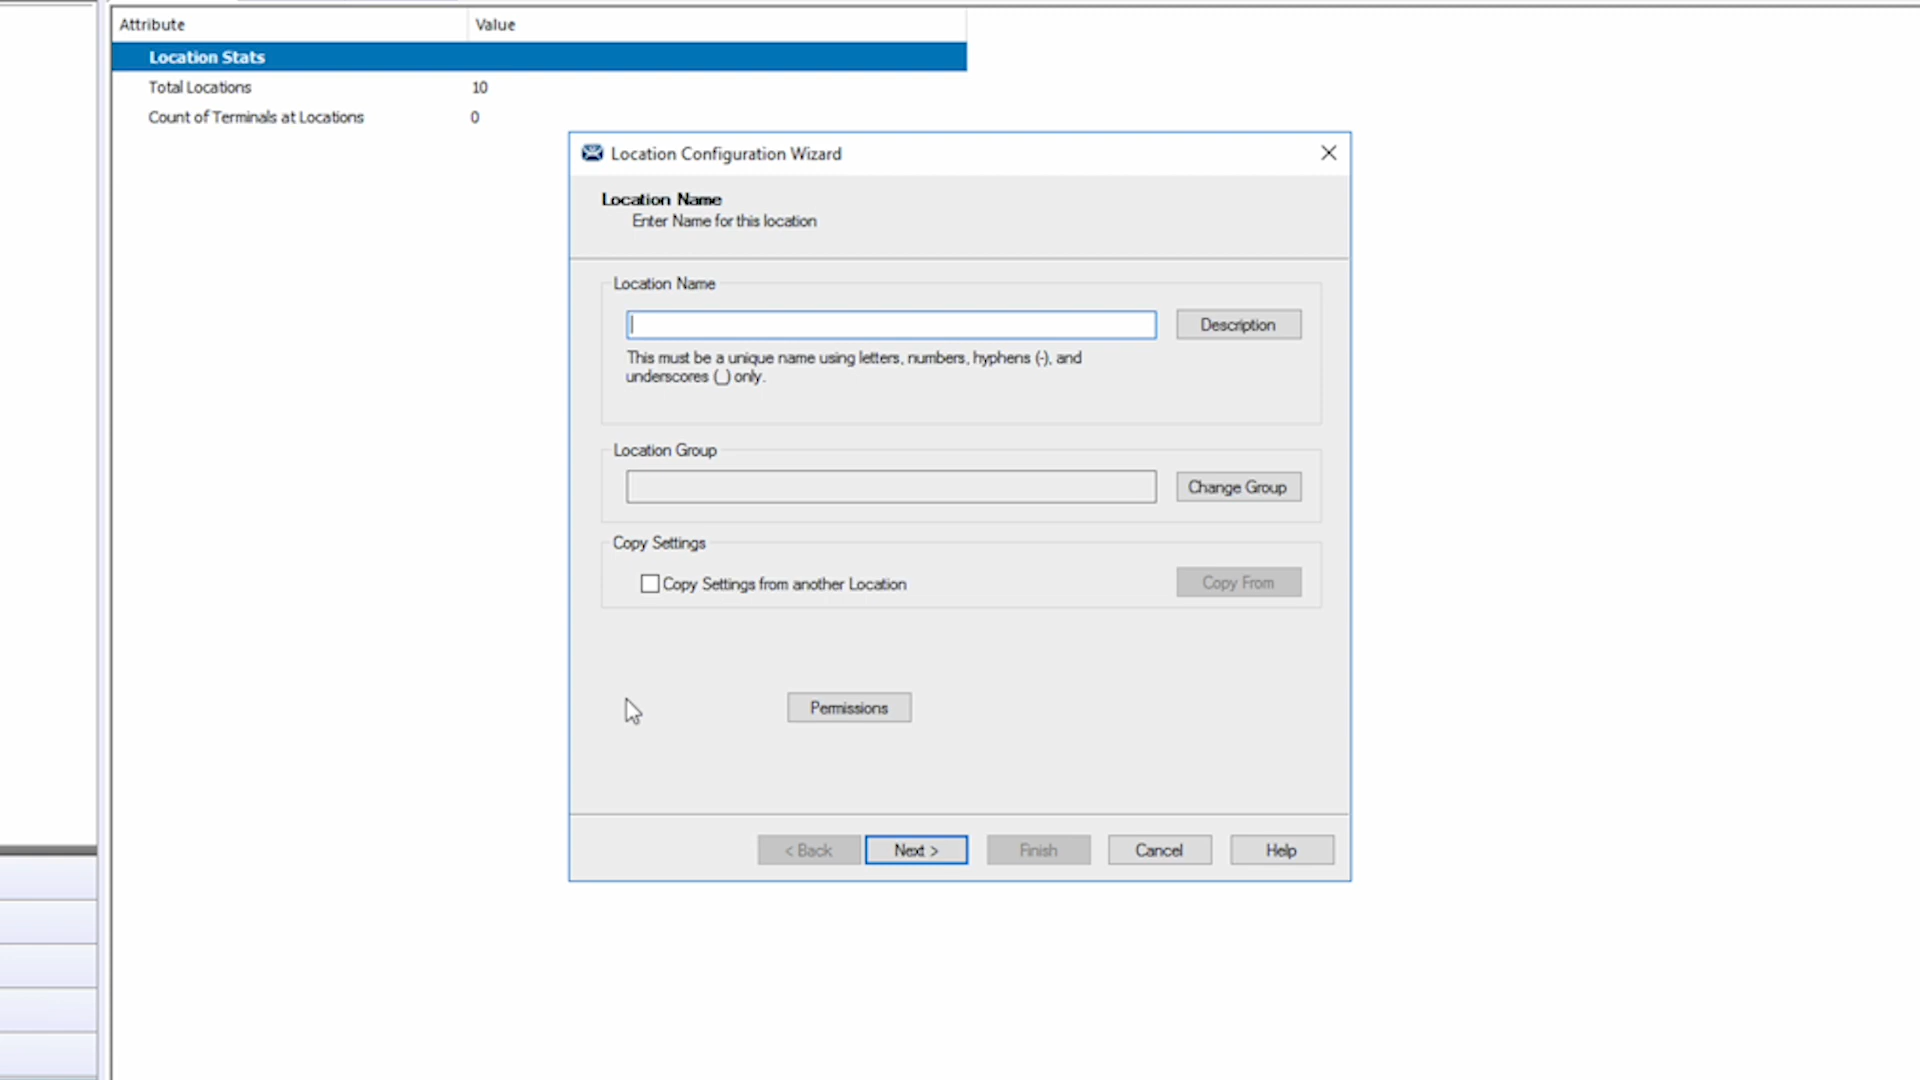 Attribute Value
Location Stats
Total Locations 10
Count of Terminals at Locations 0
Location Configuration Wizard
Location Name
Enter Name for this location
Location Name
Description
This must be a unique name using letters, numbers, hyphens (-), and
underscores (_) only.
Location Group
Change Group
Copy Settings
Copy Settings from another Location
Copy From
Permissions
< Back Next > Finish Cancel Help